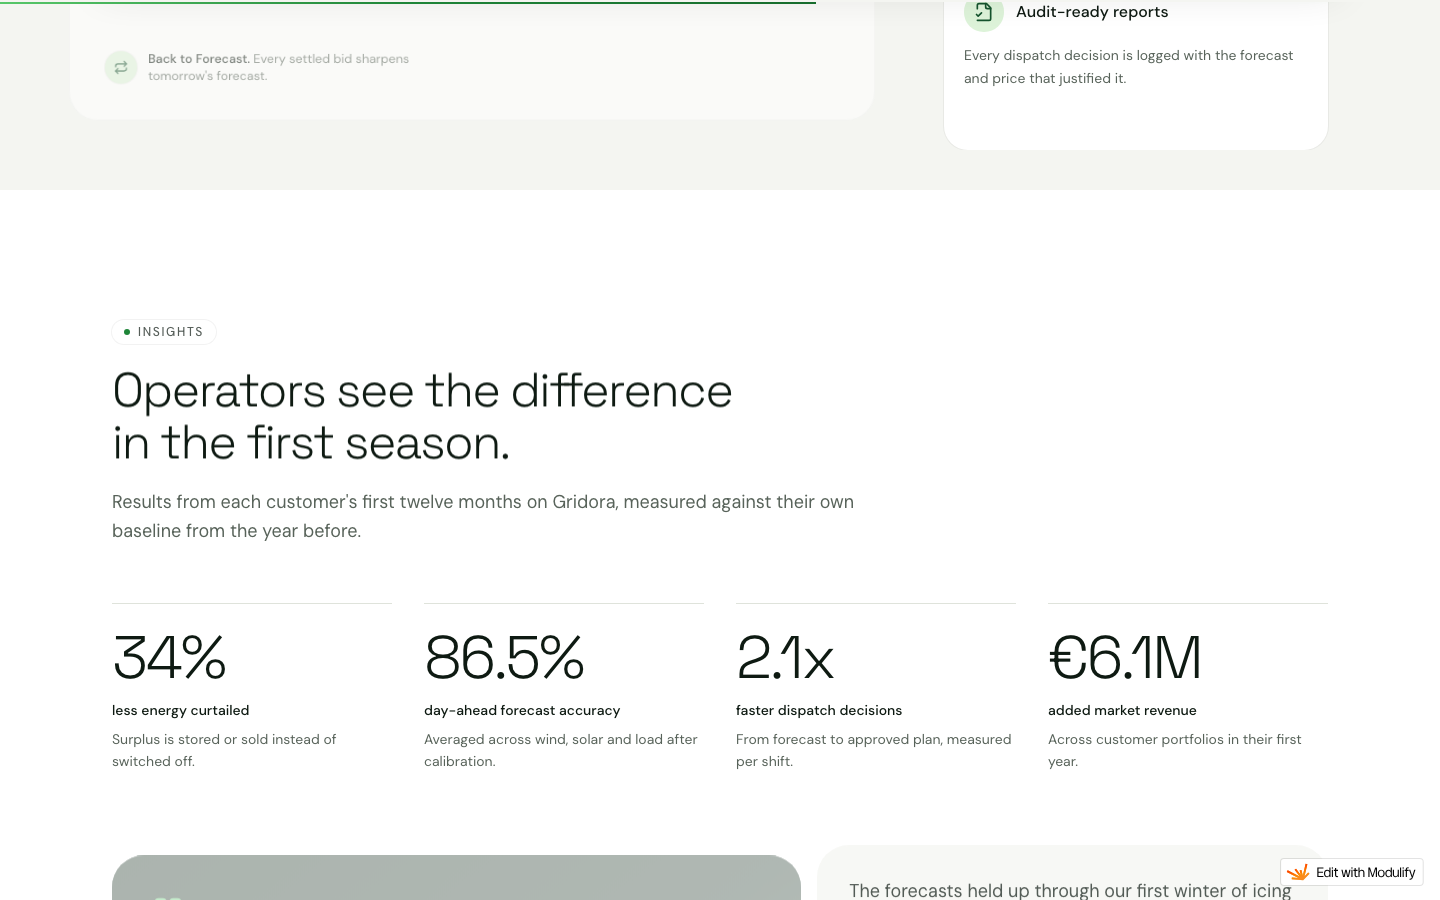 Back to Forecast. Every settled bid sharpens
tomorrow's forecast.
Audit-ready reports
Every dispatch decision is logged with the forecast
and price that justified it.
INSIGHTS
Operators see the difference
in the first season.
Results from each customer's first twelve months on Gridora, measured against their own
baseline from the year before.
34%
less energy curtailed
Surplus is stored or sold instead of
switched off.
86.5%
day-ahead forecast accuracy
Averaged across wind, solar and load after
calibration.
2.1x
faster dispatch decisions
From forecast to approved plan, measured
per shift.
€6.1M
added market revenue
Across customer portfolios in their first
year.
The forecasts held up through our first winter of icing
Edit with Modulify